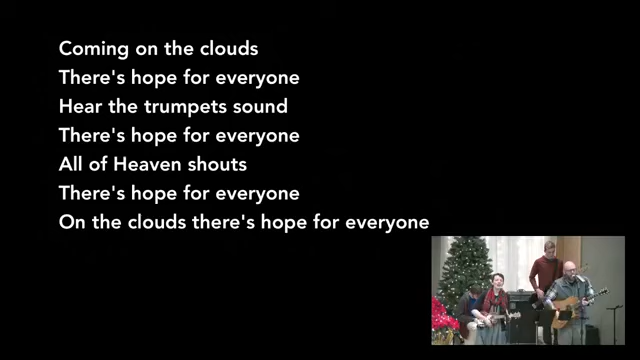 Coming on the clouds
There's hope for everyone
Hear the trumpets sound
There's hope for everyone
All of Heaven shouts
There's hope for everyone
On the clouds there's hope for everyone